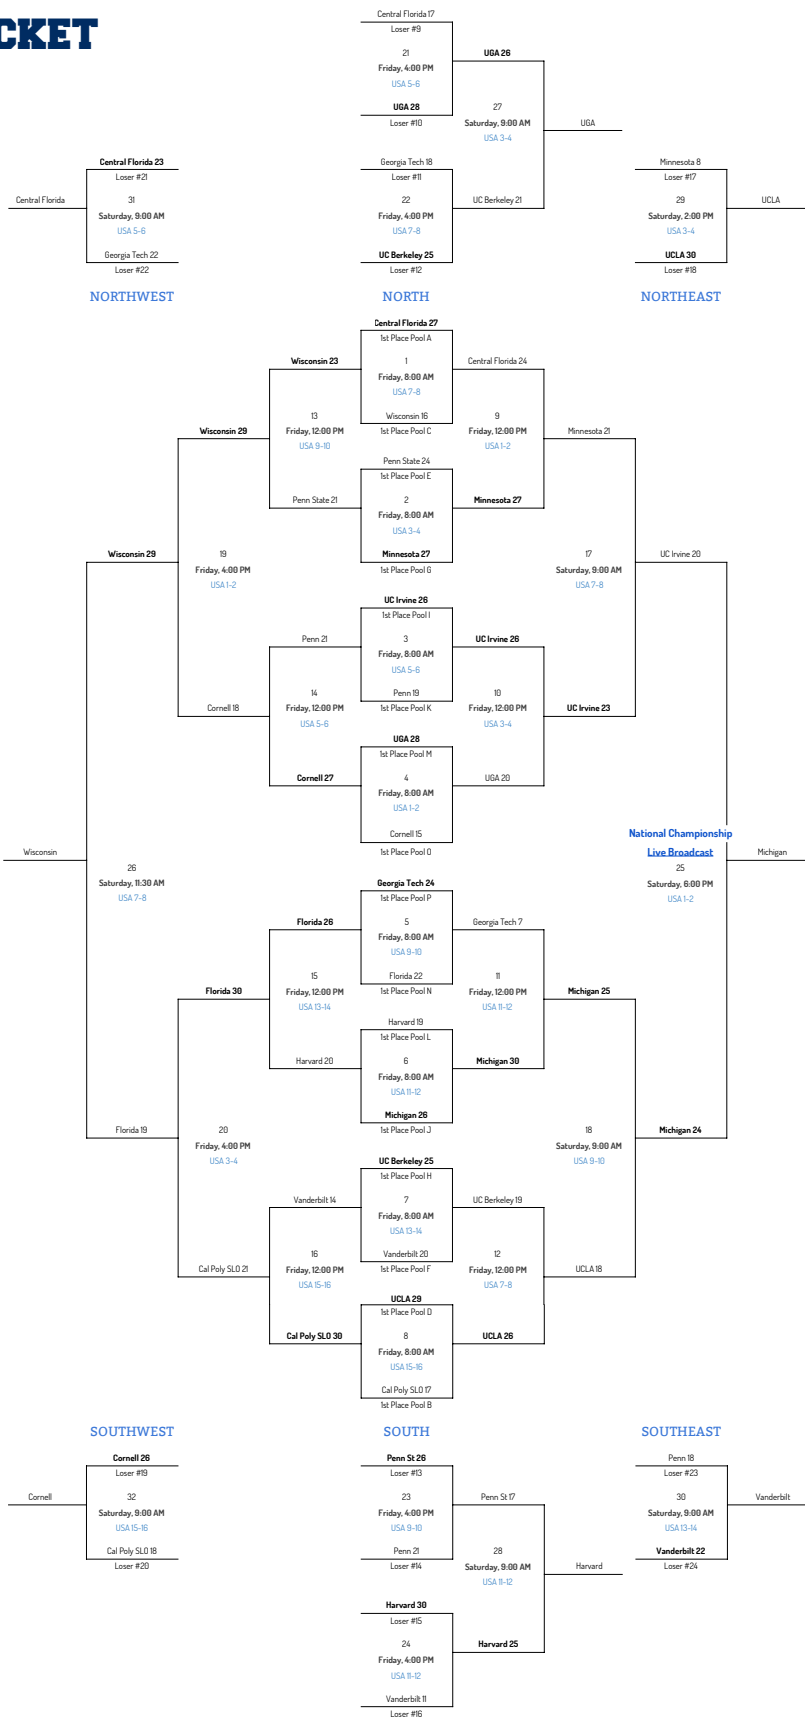 CKET
Central Florida 17
Loser #9
21
Friday, 4:00 PM
USA 5-6
UGA 28
Loser #10
UGA 26
27
Saturday, 9:00 AM
USA 3-4
UGA
Central Florida 23
Loser #21
Central Florida
31
Saturday, 9:00 AM
USA 5-6
Georgia Tech 22
Loser #22
Georgia Tech 18
Loser #11
22
Friday, 4:00 PM
USA 7-8
UC Berkeley 25
Loser #12
UC Berkeley 21
Minnesota 8
Loser #17
29
Saturday, 2:00 PM
USA 3-4
UCLA 30
Loser #18
UCLA
NORTHWEST
NORTH
NORTHEAST
Central Florida 27
1st Place Pool A
1
Friday, 8:00 AM
USA 7-8
Wisconsin 16
1st Place Pool C
Wisconsin 23
Central Florida 24
13
Friday, 12:00 PM
USA 9-10
9
Friday, 12:00 PM
USA 1-2
Wisconsin 29
Minnesota 21
Penn State 24
1st Place Pool E
2
Friday, 8:00 AM
USA 3-4
Minnesota 27
1st Place Pool G
Penn State 21
Minnesota 27
Wisconsin 29
19
Friday, 4:00 PM
USA 1-2
17
Saturday, 9:00 AM
USA 7-8
UC Irvine 20
UC Irvine 26
1st Place Pool I
3
Friday, 8:00 AM
USA 5-6
Penn 19
1st Place Pool K
Penn 21
UC Irvine 26
14
Friday, 12:00 PM
USA 5-6
10
Friday, 12:00 PM
USA 3-4
Cornell 18
UC Irvine 23
UGA 28
1st Place Pool M
4
Friday, 8:00 AM
USA 1-2
Cornell 15
1st Place Pool O
Cornell 27
UGA 20
Wisconsin
26
Saturday, 11:30 AM
USA 7-8
National Championship
Live Broadcast
25
Saturday, 6:00 PM
USA 1-2
Michigan
Georgia Tech 24
1st Place Pool P
5
Friday, 8:00 AM
USA 9-10
Florida 22
1st Place Pool N
Florida 26
Georgia Tech 7
15
Friday, 12:00 PM
USA 13-14
11
Friday, 12:00 PM
USA 11-12
Florida 30
Michigan 25
Harvard 19
1st Place Pool L
6
Friday, 8:00 AM
USA 11-12
Michigan 26
1st Place Pool J
Harvard 20
Michigan 30
Florida 19
20
Friday, 4:00 PM
USA 3-4
18
Saturday, 9:00 AM
USA 9-10
Michigan 24
UC Berkeley 25
1st Place Pool H
7
Friday, 8:00 AM
USA 13-14
Vanderbilt 20
1st Place Pool F
Vanderbilt 14
UC Berkeley 19
16
Friday, 12:00 PM
USA 15-16
12
Friday, 12:00 PM
USA 7-8
Cal Poly SLO 21
UCLA 18
UCLA 29
1st Place Pool D
8
Friday, 8:00 AM
USA 15-16
Cal Poly SLO 17
1st Place Pool B
Cal Poly SLO 30
UCLA 26
SOUTHWEST
SOUTH
SOUTHEAST
Cornell 26
Loser #19
Cornell
32
Saturday, 9:00 AM
USA 15-16
Cal Poly SLO 18
Loser #20
Penn St 26
Loser #13
23
Friday, 4:00 PM
USA 9-10
Penn 21
Loser #14
Penn St 17
28
Saturday, 9:00 AM
USA 11-12
Harvard
Penn 18
Loser #23
30
Saturday, 9:00 AM
USA 13-14
Vanderbilt 22
Loser #24
Vanderbilt
Harvard 30
Loser #15
24
Friday, 4:00 PM
USA 11-12
Vanderbilt 11
Loser #16
Harvard 25